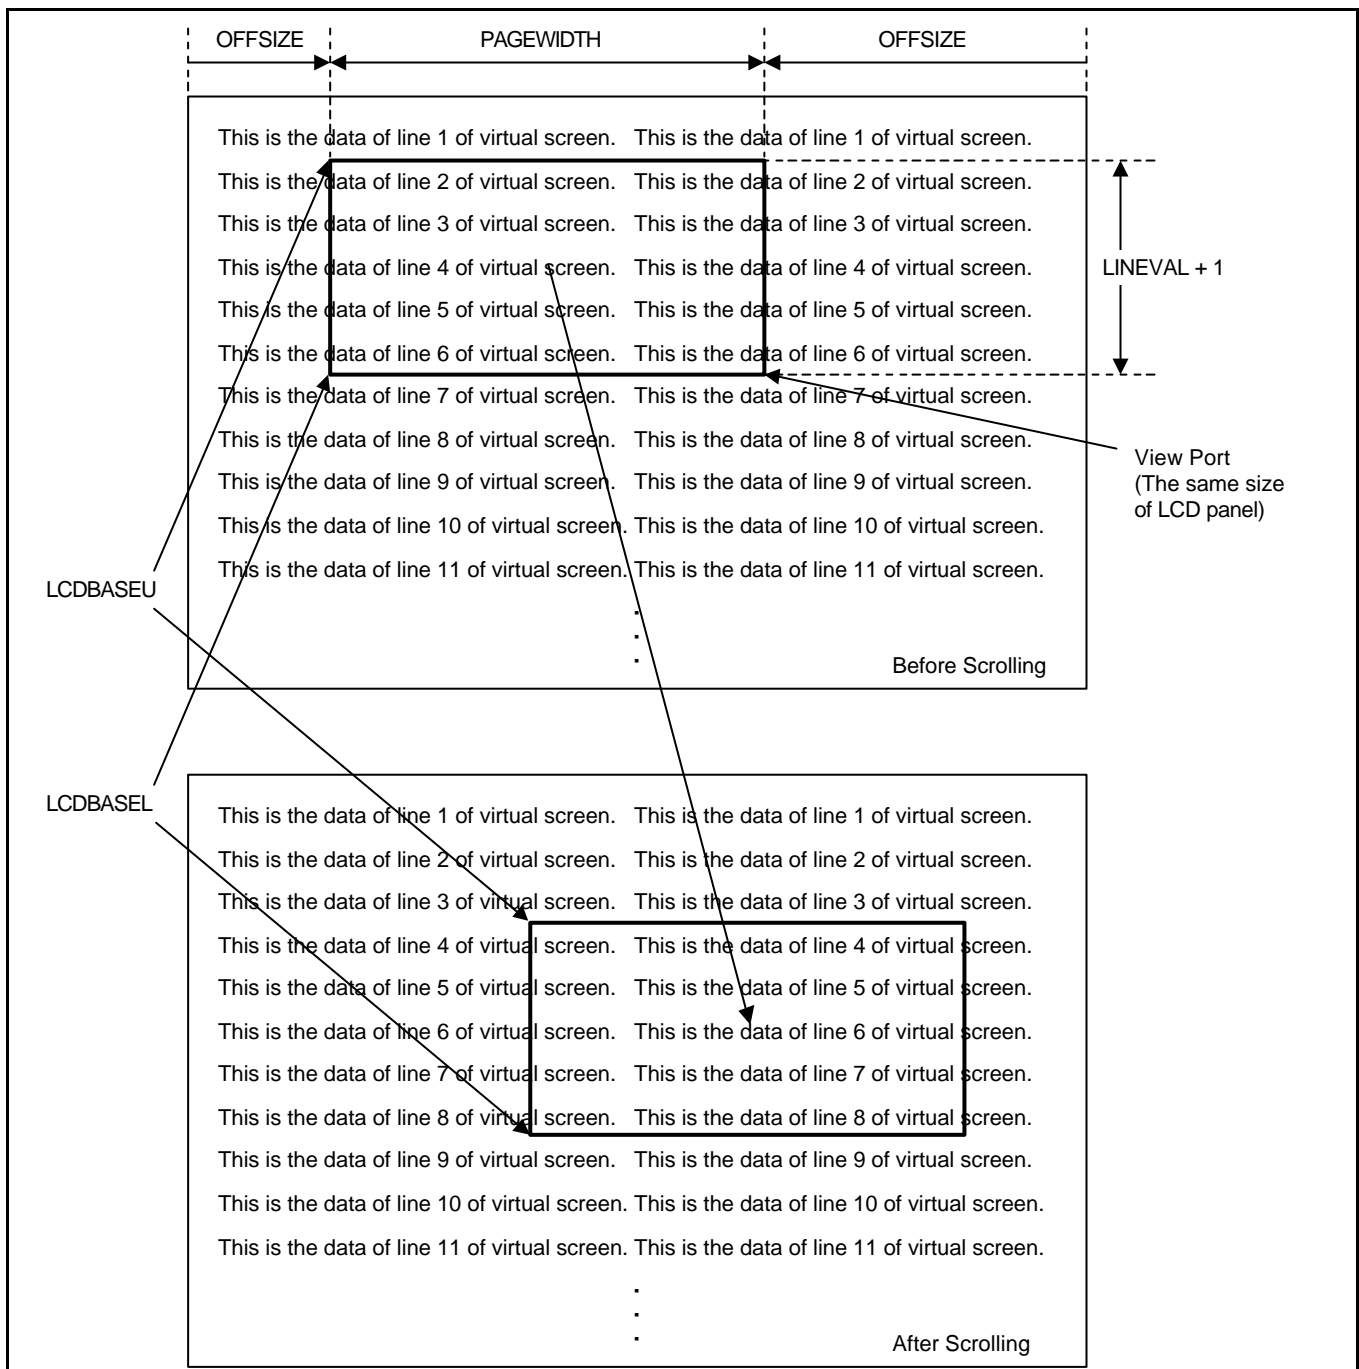 OFFSIZE PAGEWIDTH OFFSIZE
This is the data of line 1 of virtual screen. This is the data of line 1 of virtual screen.
This is the data of line 2 of virtual screen. This is the data of line 2 of virtual screen.
This is the data of line 3 of virtual screen. This is the data of line 3 of virtual screen.
This is the data of line 4 of virtual screen. This is the data of line 4 of virtual screen.
LINEVAL + 1
This is the data of line 5 of virtual screen. This is the data of line 5 of virtual screen.
This is the data of line 6 of virtual screen. This is the data of line 6 of virtual screen.
This is the data of line 7 of virtual screen. This is the data of line 7 of virtual screen.
This is the data of line 8 of virtual screen. This is the data of line 8 of virtual screen.
View Port
(The same size
of LCD panel)
This is the data of line 9 of virtual screen. This is the data of line 9 of virtual screen.
This is the data of line 10 of virtual screen. This is the data of line 10 of virtual screen.
This is the data of line 11 of virtual screen. This is the data of line 11 of virtual screen.
LCDBASEU
.
.
.
Before Scrolling
LCDBASEL
This is the data of line 1 of virtual screen. This is the data of line 1 of virtual screen.
This is the data of line 2 of virtual screen. This is the data of line 2 of virtual screen.
This is the data of line 3 of virtual screen. This is the data of line 3 of virtual screen.
This is the data of line 4 of virtual screen. This is the data of line 4 of virtual screen.
This is the data of line 5 of virtual screen. This is the data of line 5 of virtual screen.
This is the data of line 6 of virtual screen. This is the data of line 6 of virtual screen.
This is the data of line 7 of virtual screen. This is the data of line 7 of virtual screen.
This is the data of line 8 of virtual screen. This is the data of line 8 of virtual screen.
This is the data of line 9 of virtual screen. This is the data of line 9 of virtual screen.
This is the data of line 10 of virtual screen. This is the data of line 10 of virtual screen.
This is the data of line 11 of virtual screen. This is the data of line 11 of virtual screen.
.
.
.
After Scrolling